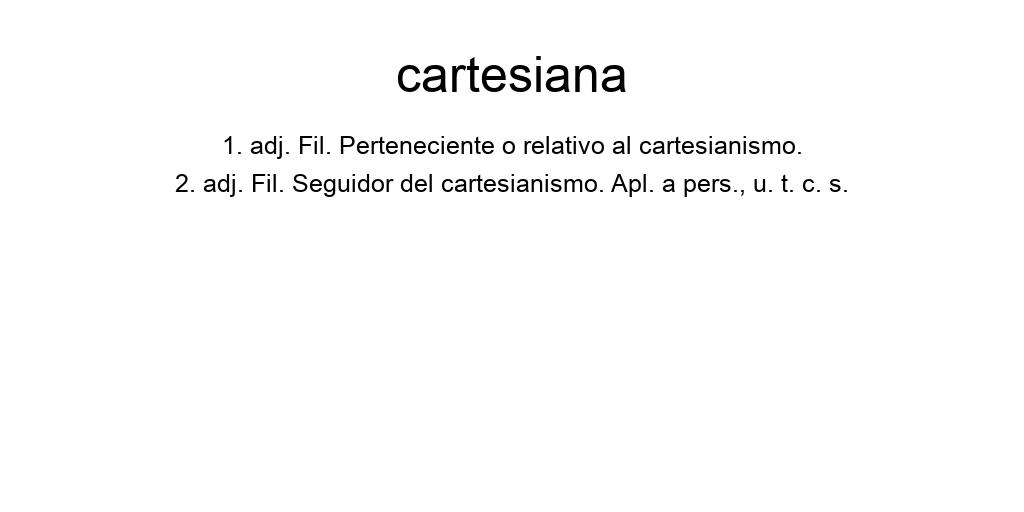 cartesiana
1. adj. Fil. Perteneciente o relativo al cartesianismo.
2. adj. Fil. Seguidor del cartesianismo. Apl. a pers., u. t. c. s.